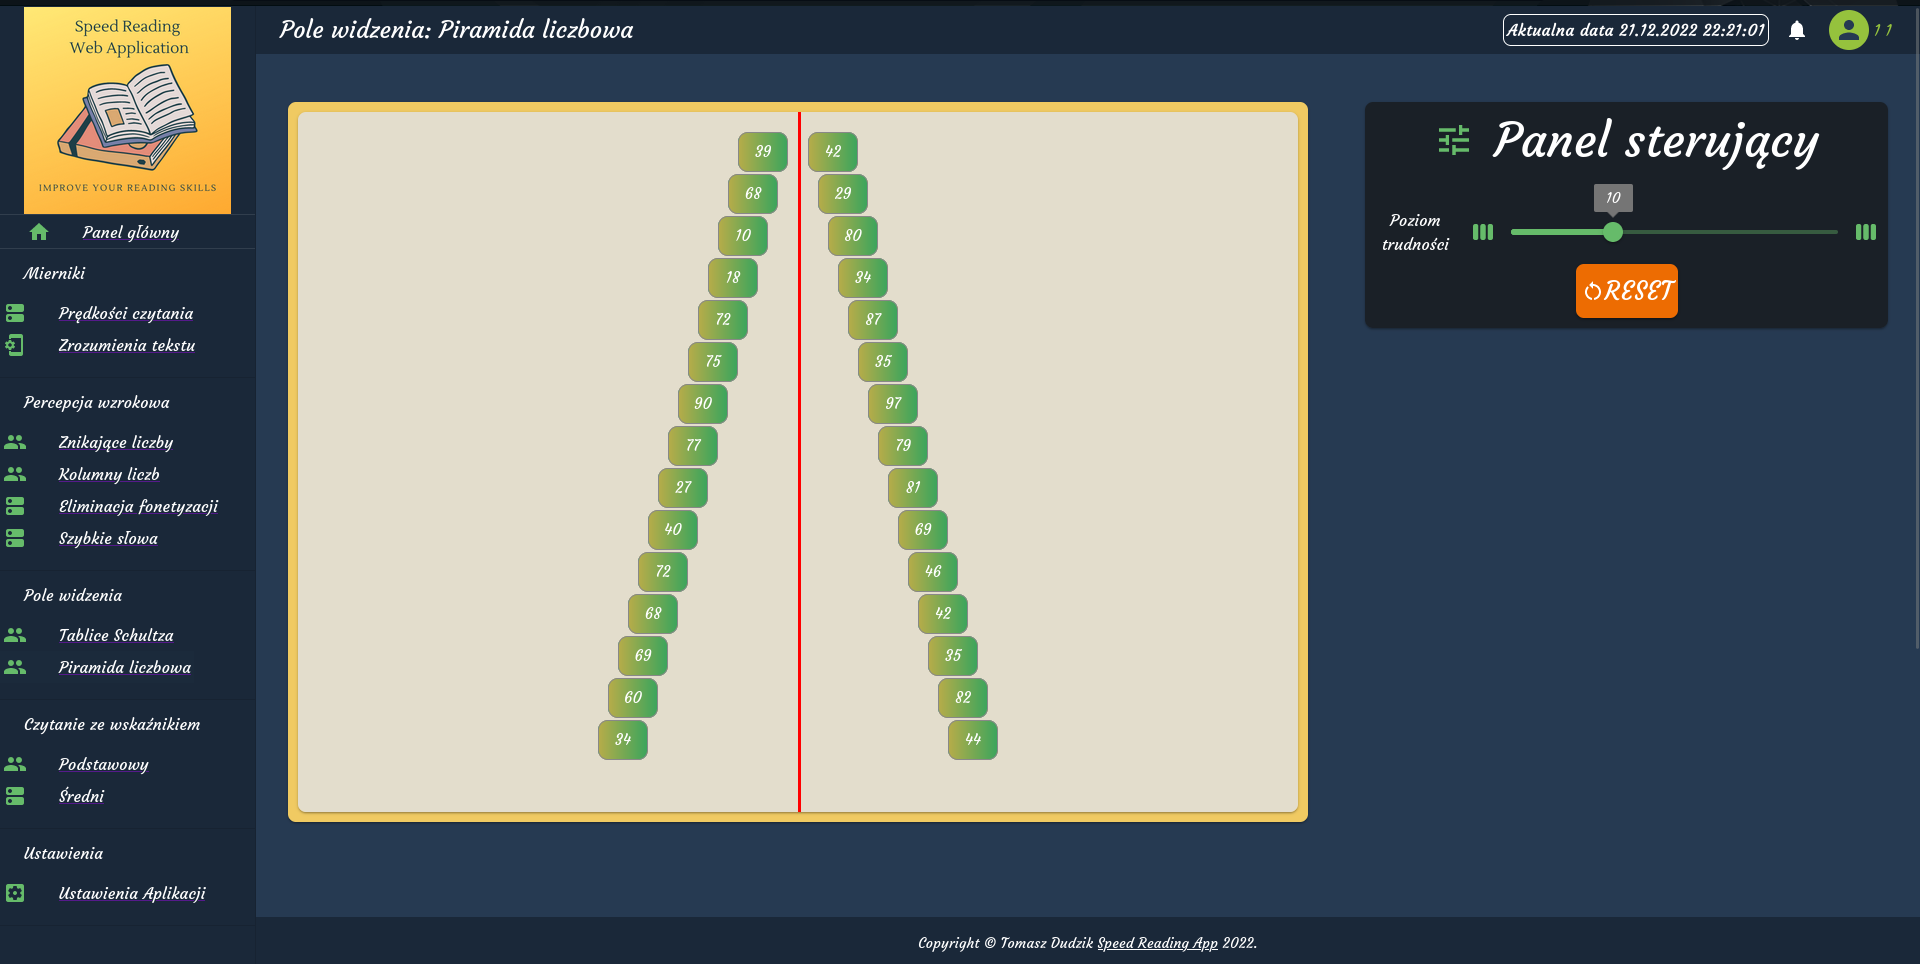 Speed Reading
Web Application
IMPROVE YOUR READING SKILLS
Panel główny
Mierniki
Prędkości czytania
Zrozumienia tekstu
Percepcja wzrokowa
Znikające liczby
Kolumny liczb
Eliminacja fonetyzacji
Szybkie słowa
Pole widzenia
Tablice Schultza
Piramida liczbowa
Czytanie ze wskaźnikiem
Podstawowy
Średni
Ustawienia
Ustawienia Aplikacji
Pole widzenia: Piramida liczbowa
Aktualna data 21.12.2022 22:21:01
1 1
39 42
68 29
10 80
18 34
72 87
75 35
90 97
77 79
27 81
40 69
72 46
68 42
69 35
60 82
34 44
Panel sterujący
10
Poziom
trudności
RESET
Copyright © Tomasz Dudzik Speed Reading App 2022.